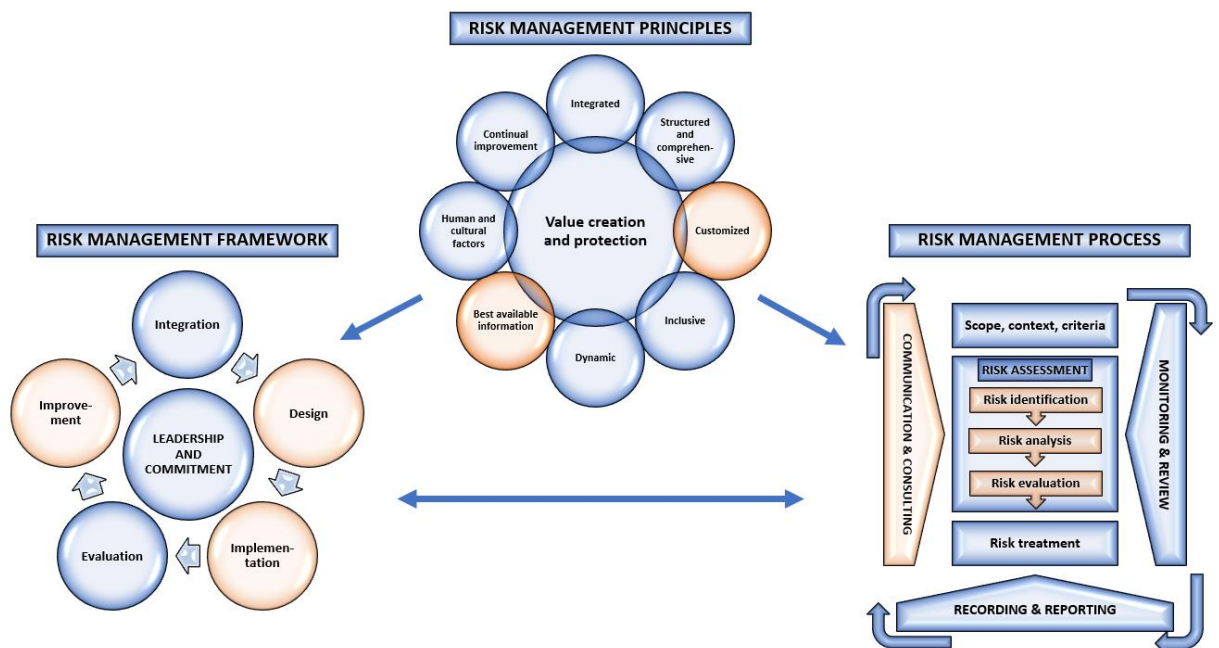 RISK MANAGEMENT PRINCIPLES
Integrated
Structured
and
comprehen-
sive
Customized
Inclusive
Dynamic
Best available
information
Human and
cultural
factors
Continual
improvement
Value creation
and protection
RISK MANAGEMENT FRAMEWORK
Integration
Design
Implemen-
tation
Evaluation
Improve-
ment
LEADERSHIP
AND
COMMITMENT
RISK MANAGEMENT PROCESS
COMMUNICATION & CONSULTING
Scope, context, criteria
RISK ASSESSMENT
Risk identification
Risk analysis
Risk evaluation
Risk treatment
MONITORING & REVIEW
RECORDING & REPORTING